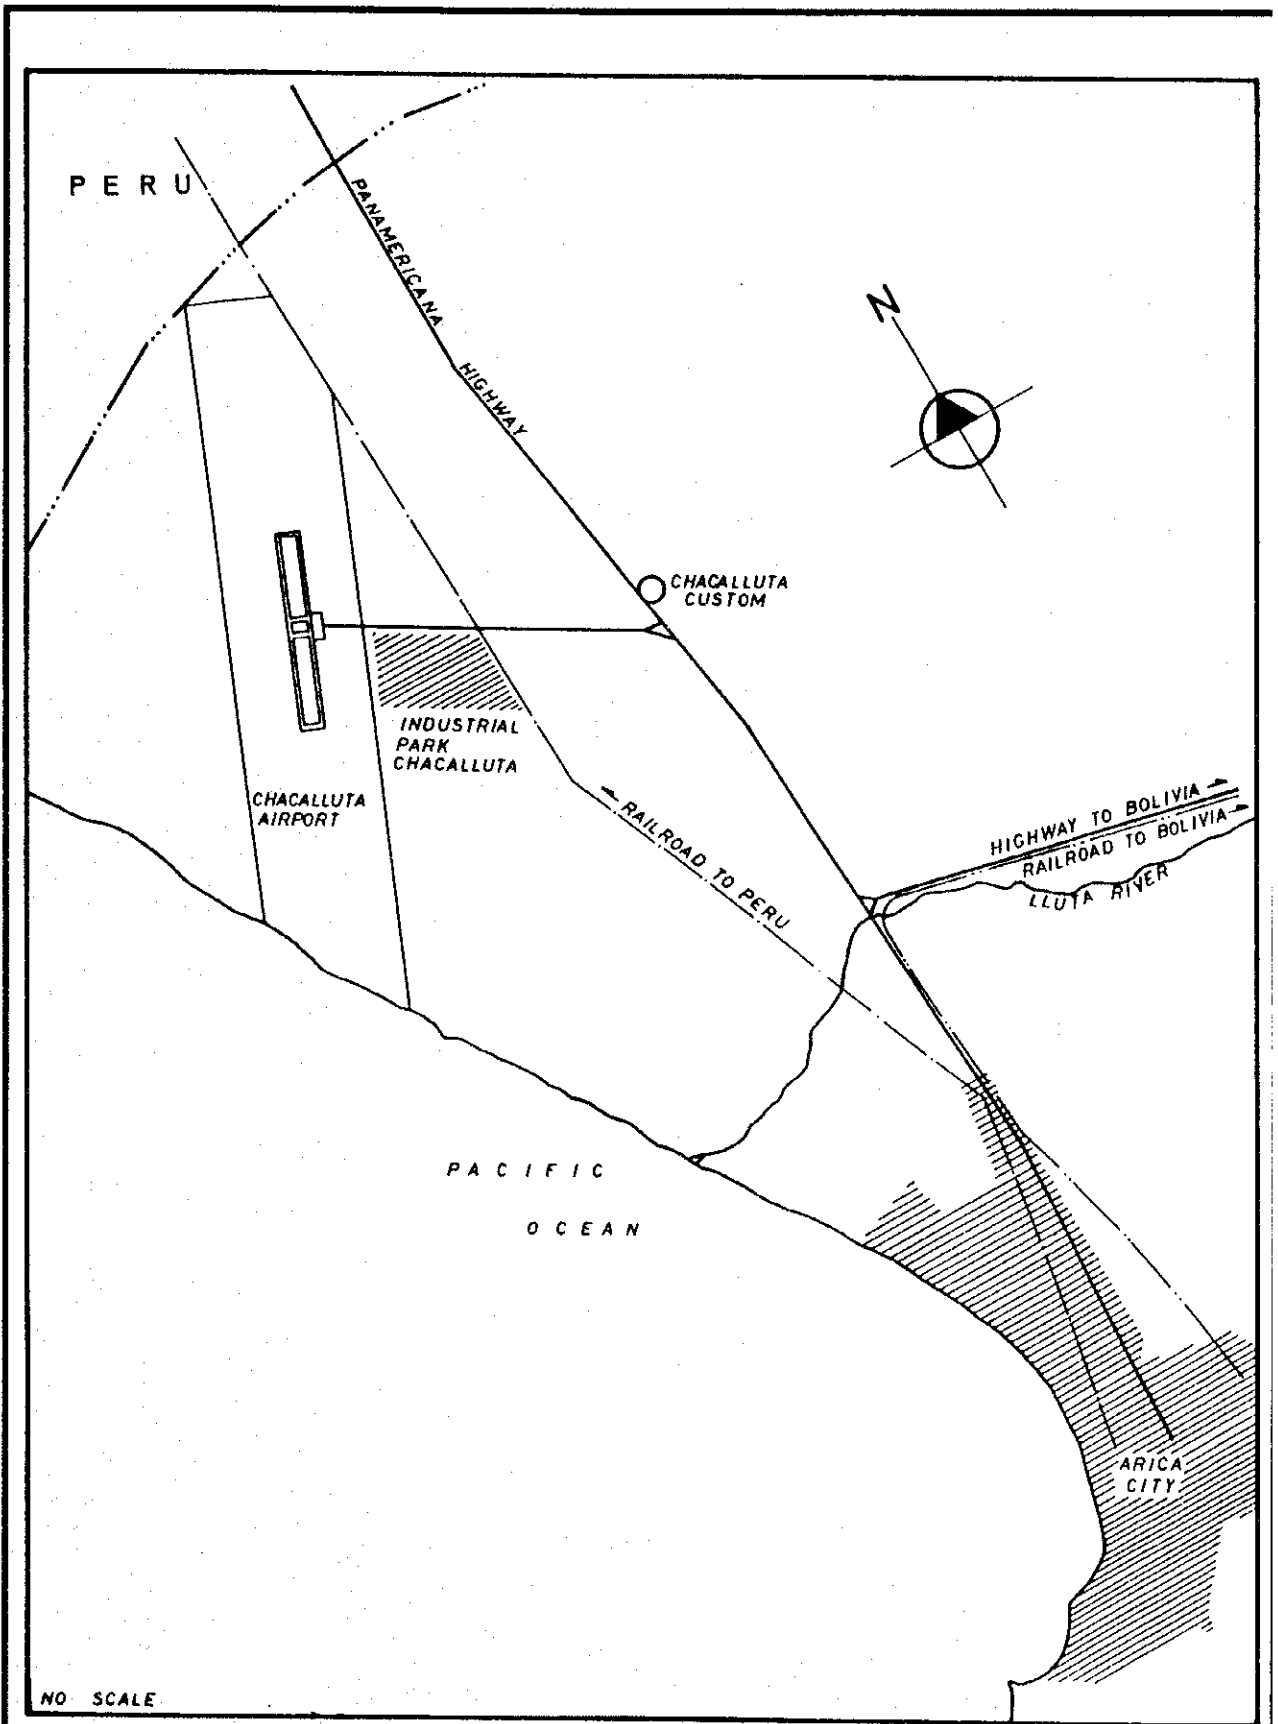 PERU
PANAMERICANA HIGHWAY
N
CHACALLUTA
CUSTOM
INDUSTRIAL
PARK
CHACALLUTA
CHACALLUTA
AIRPORT
RAILROAD TO PERU
HIGHWAY TO BOLIVIA
RAILROAD TO BOLIVIA
LLUTA RIVER
PACIFIC
OCEAN
ARICA
CITY
NO SCALE